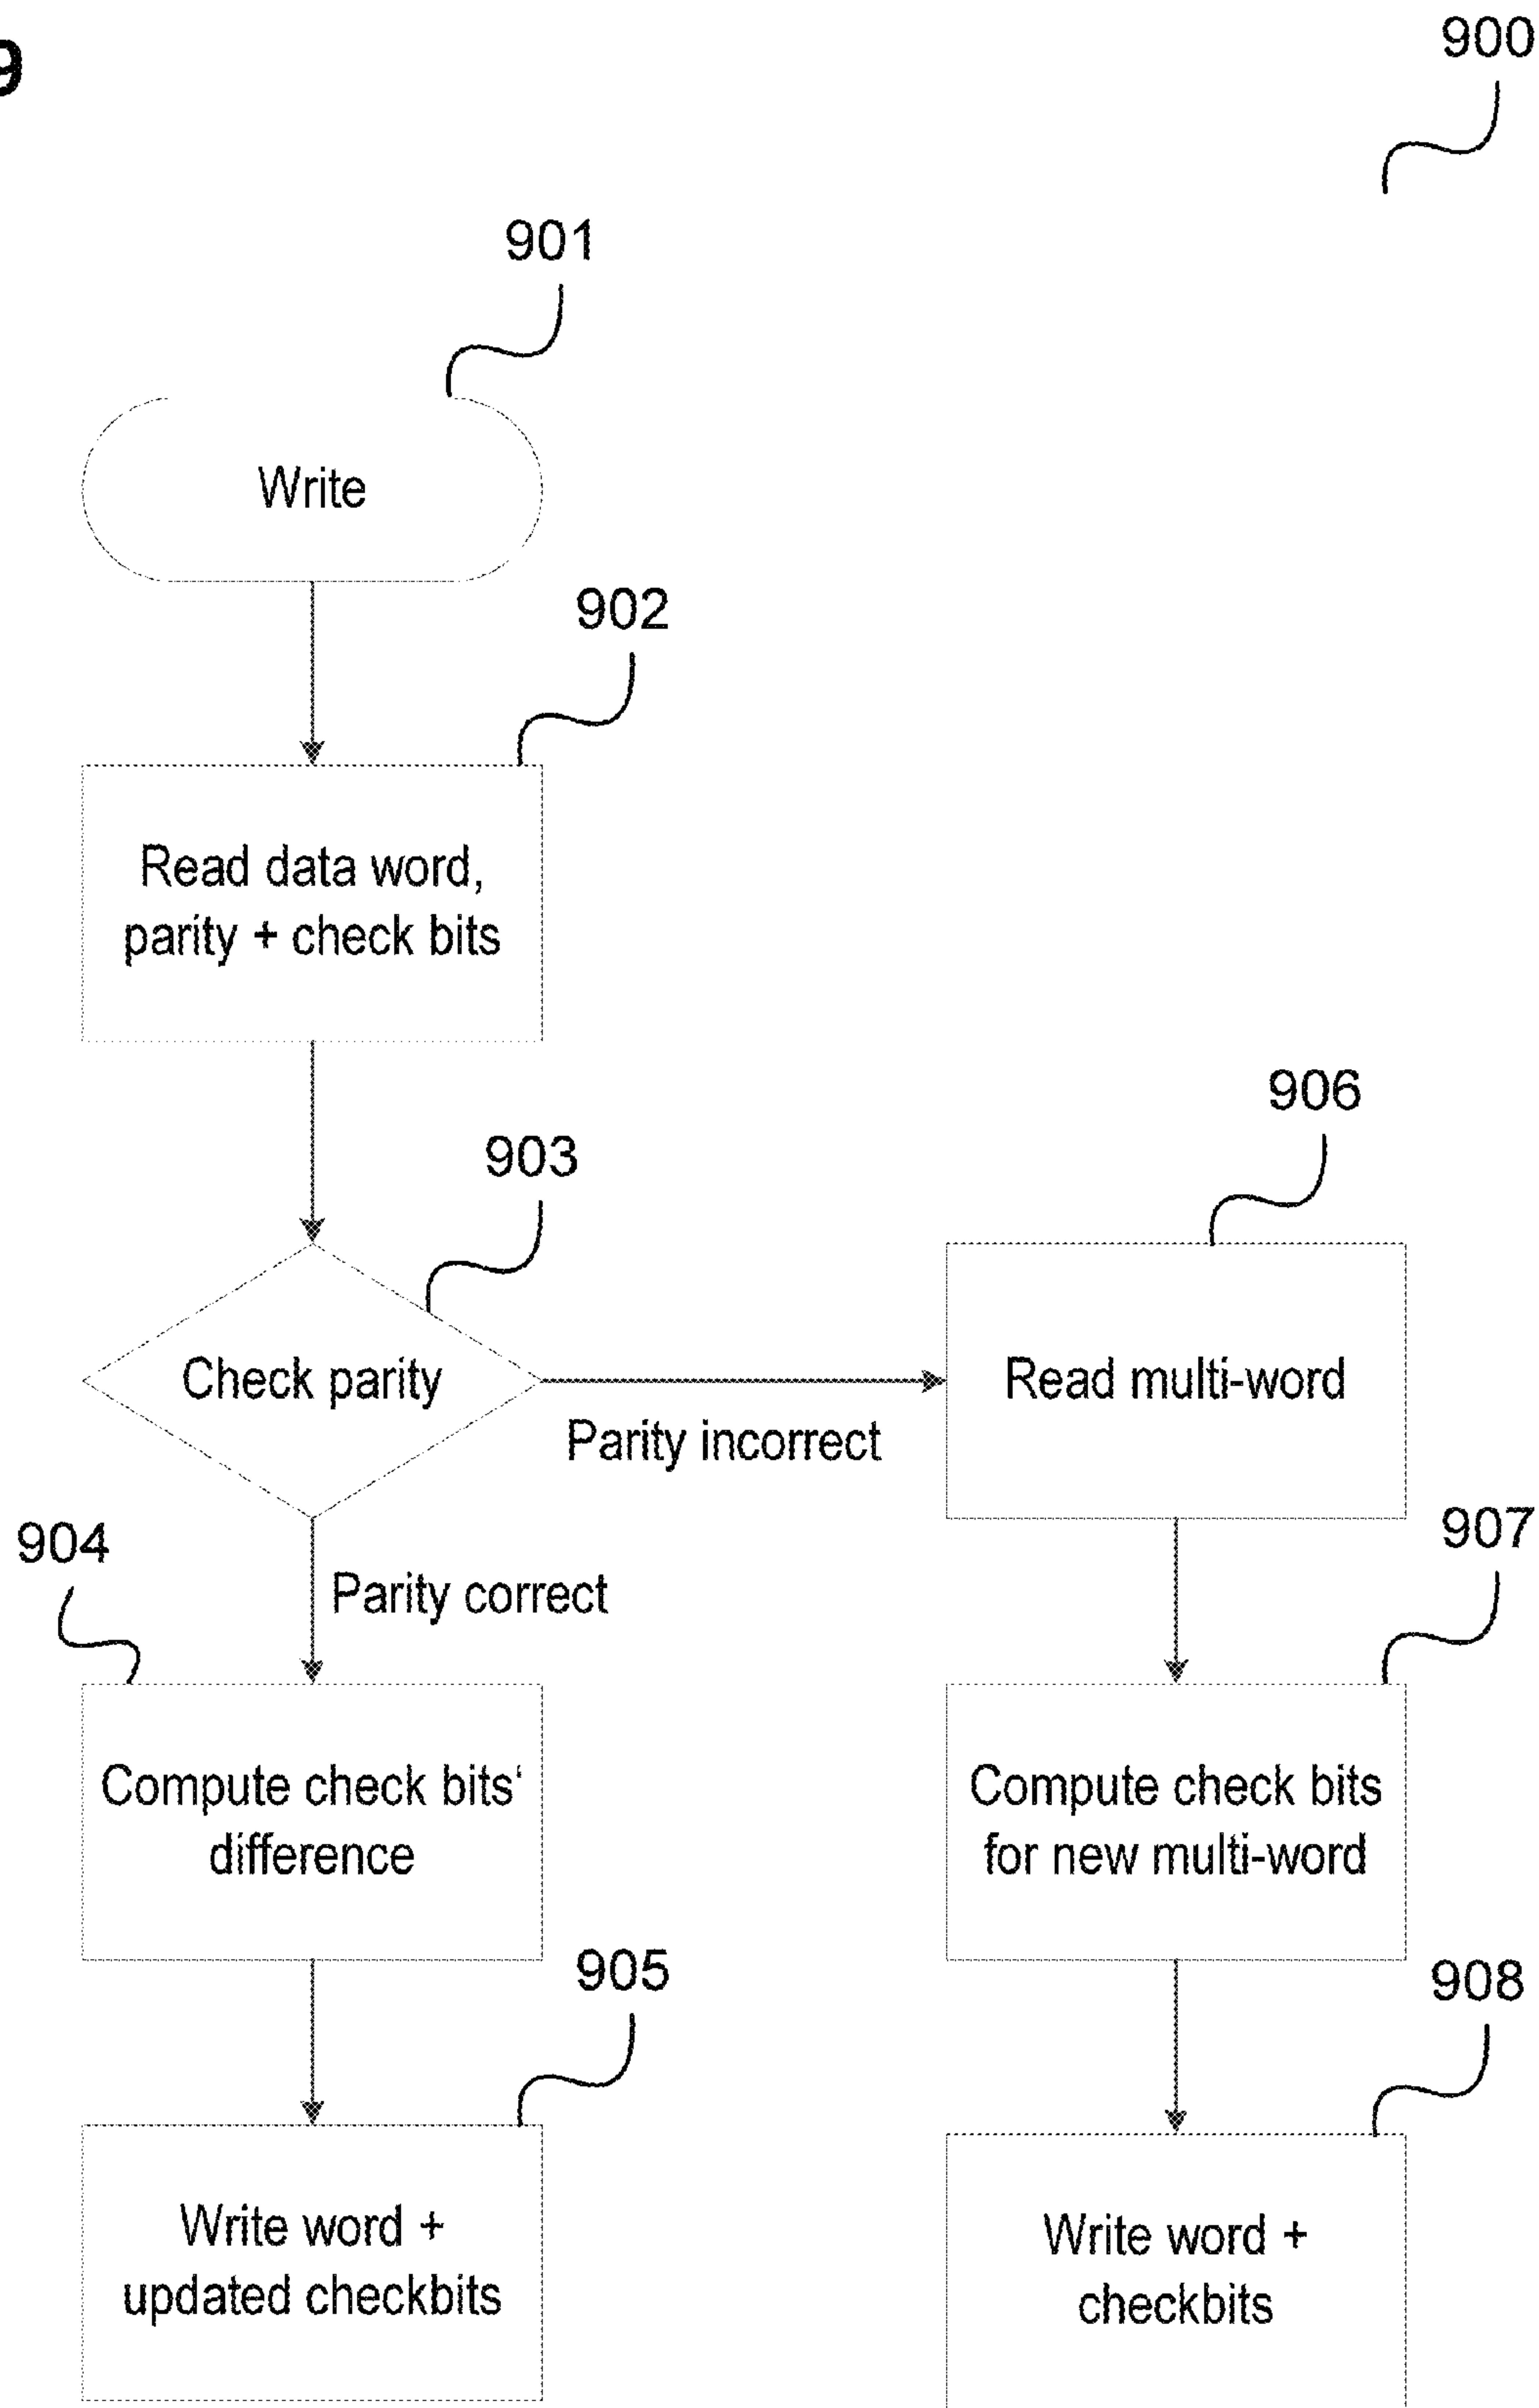 9
900
901
Write
902
Read data word,
parity + check bits
903
906
Check parity
Read multi-word
Parity incorrect
904
Parity correct
907
Compute check bits‘
difference
Compute check bits
for new multi-word
905
908
Write word +
updated checkbits
Write word +
checkbits